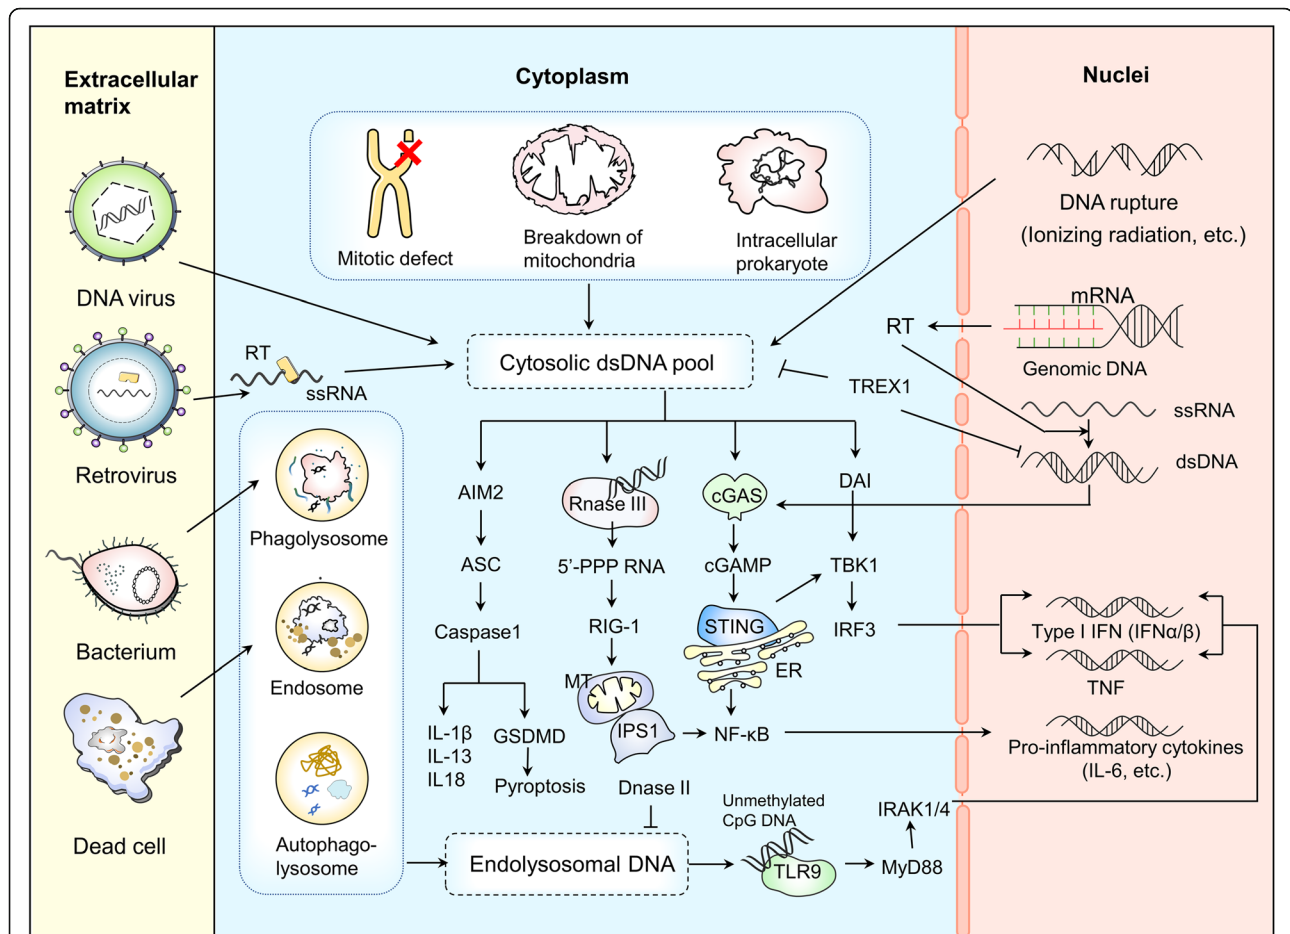 Extracellular
matrix
DNA virus
Retrovirus
Bacterium
Dead cell
Cytoplasm
Mitotic defect
Breakdown of
mitochondria
Intracellular
prokaryote
RT
ssRNA
Cytosolic dsDNA pool
TREX1
Phagolysosome
Endosome
Autophago-
lysosome
AIM2
ASC
Caspase1
IL-1β
IL-13
IL18
GSDMD
Pyroptosis
Rnase III
5'-PPP RNA
RIG-1
MT
IPS1
cGAS
cGAMP
STING
ER
NF-κB
DAI
TBK1
IRF3
Dnase II
Endolysosomal DNA
Unmethylated
CpG DNA
TLR9
MyD88
IRAK1/4
Nuclei
DNA rupture
(Ionizing radiation, etc.)
RT
mRNA
Genomic DNA
ssRNA
dsDNA
Type I IFN (IFNα/β)
TNF
Pro-inflammatory cytokines
(IL-6, etc.)